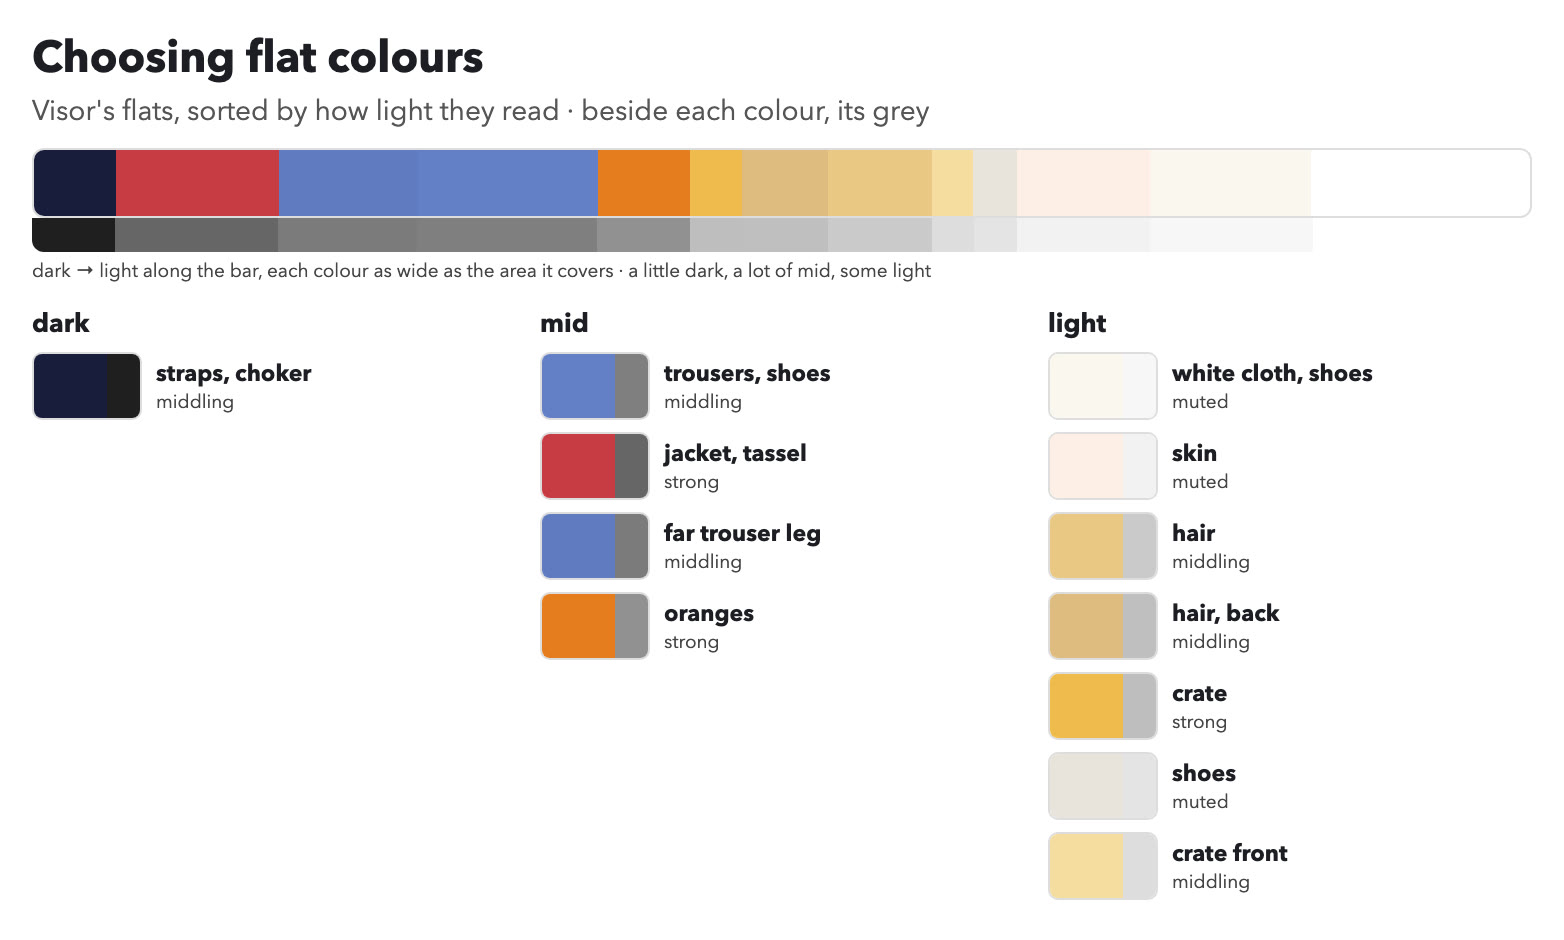 Choosing flat colours
Visor's flats, sorted by how light they read · beside each colour, its grey
dark → light along the bar, each colour as wide as the area it covers · a little dark, a lot of mid, some light
dark
straps, choker
middling
mid
trousers, shoes
middling
jacket, tassel
strong
far trouser leg
middling
oranges
strong
light
white cloth, shoes
muted
skin
muted
hair
middling
hair, back
middling
crate
strong
shoes
muted
crate front
middling